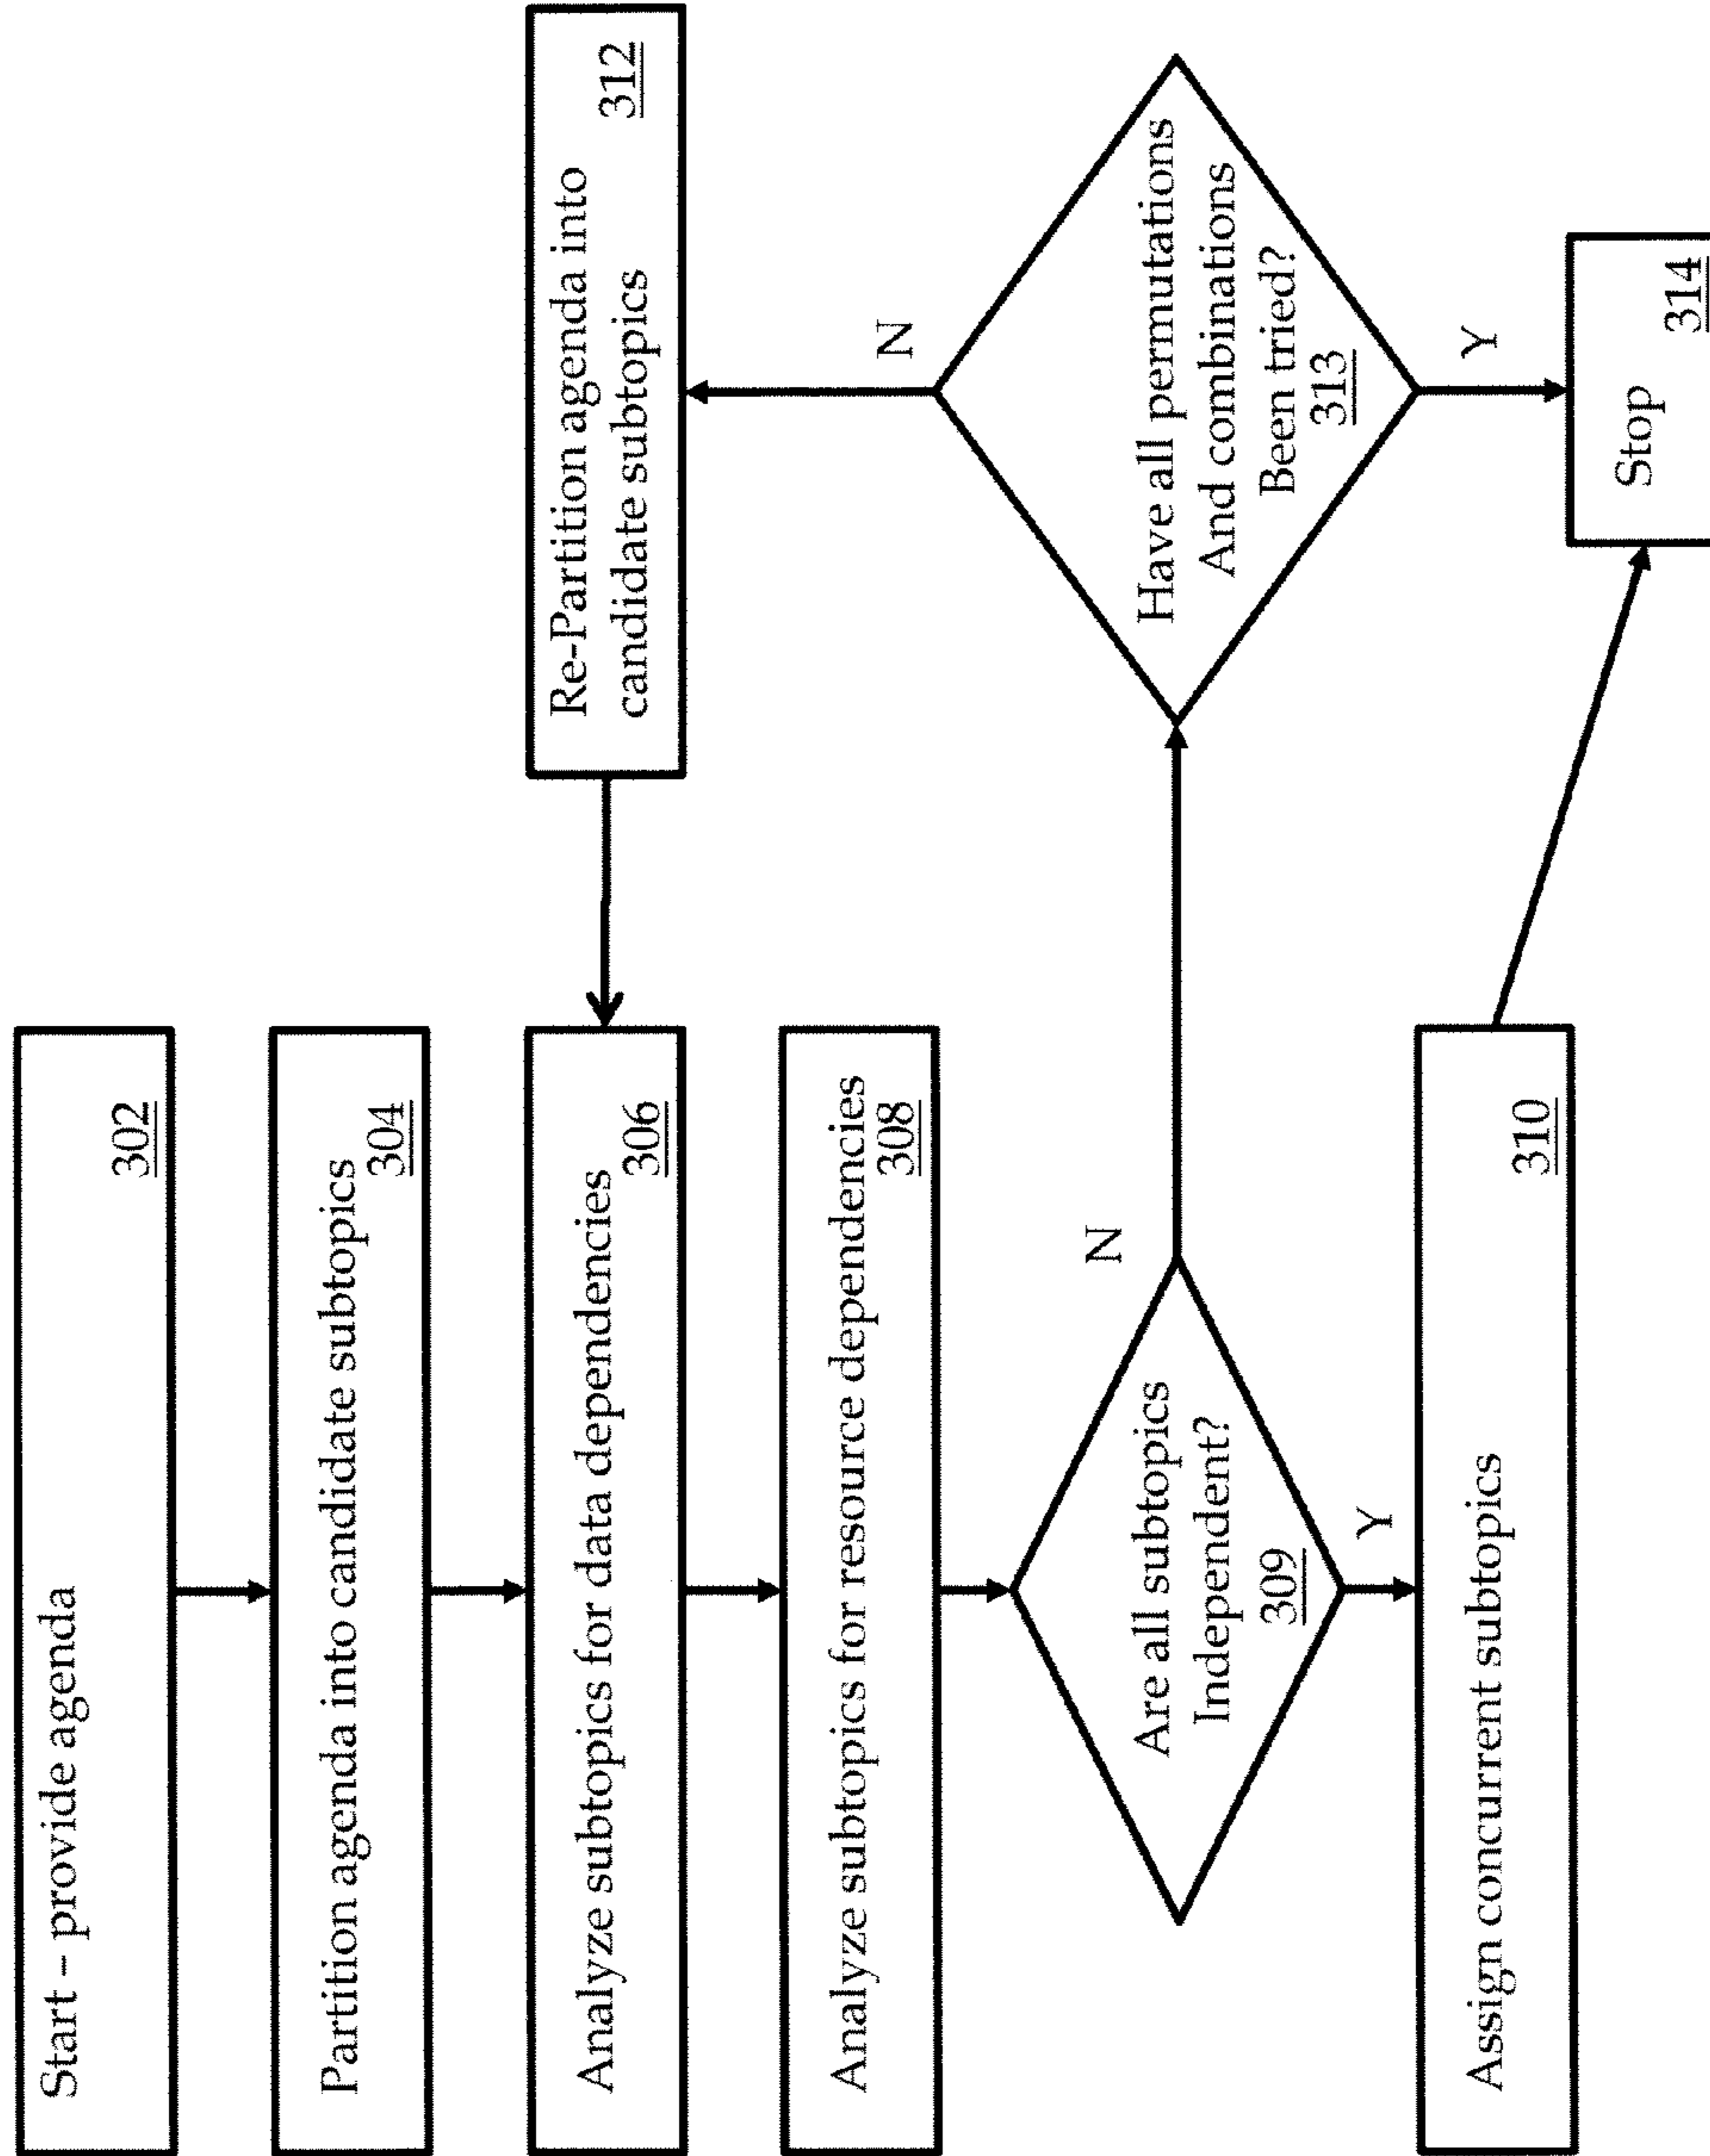 Start – provide agenda
302
Partition agenda into candidate subtopics
304
Re-Partition agenda into
candidate subtopics
312
Analyze subtopics for data dependencies
306
Analyze subtopics for resource dependencies
308
Are all subtopics
Independent?
309
N
Have all permutations
And combinations
Been tried?
313
N
Y
Y
Assign concurrent subtopics
310
Stop
314